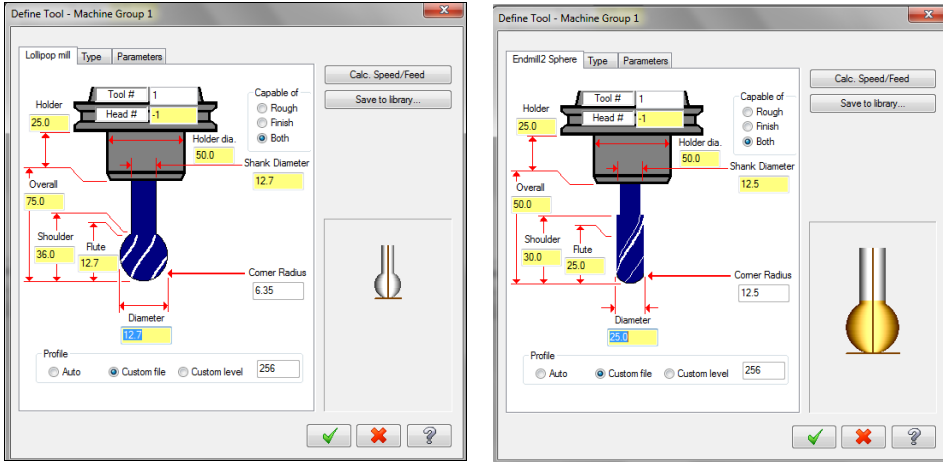 Define Tool - Machine Group 1
Lollipop mill Type Parameters
Calc. Speed/Feed
Save to library...
Tool # 1
Head # -1
Capable of
Rough
Finish
Both
Holder
25.0
Holder dia.
50.0
Shank Diameter
12.7
Overall
75.0
Shoulder
36.0
Flute
12.7
Corner Radius
6.35
Diameter
12.7
Profile
Auto Custom file Custom level 256
Define Tool - Machine Group 1
Endmill2 Sphere Type Parameters
Calc. Speed/Feed
Save to library...
Tool # 1
Head # -1
Capable of
Rough
Finish
Both
Holder
25.0
Holder dia.
50.0
Shank Diameter
12.5
Overall
50.0
Shoulder
30.0
Flute
25.0
Corner Radius
12.5
Diameter
25.0
Profile
Auto Custom file Custom level 256